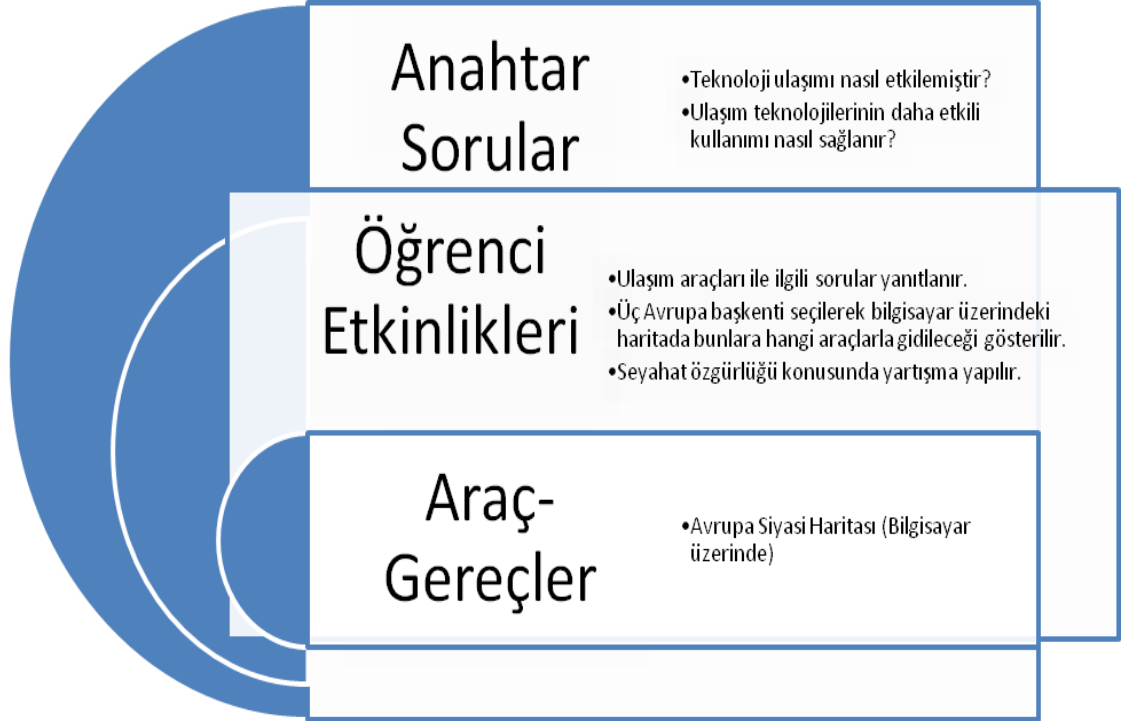 Anahtar
Sorular
•Teknoloji ulaşımı nasıl etkilemiştir?
•Ulaşım teknolojilerinin daha etkili
kullanımı nasıl sağlanır?
Öğrenci
Etkinlikleri
•Ulaşım araçları ile ilgili sorular yanıtlanır.
•Üç Avrupa başkenti seçilerek bilgisayar üzerindeki
haritada bunlara hangi araçlarla gidileceği gösterilir.
•Seyahat özgürlüğü konusunda yartışma yapılır.
Araç-
Gereçler
•Avrupa Siyasi Haritası (Bilgisayar
üzerinde)